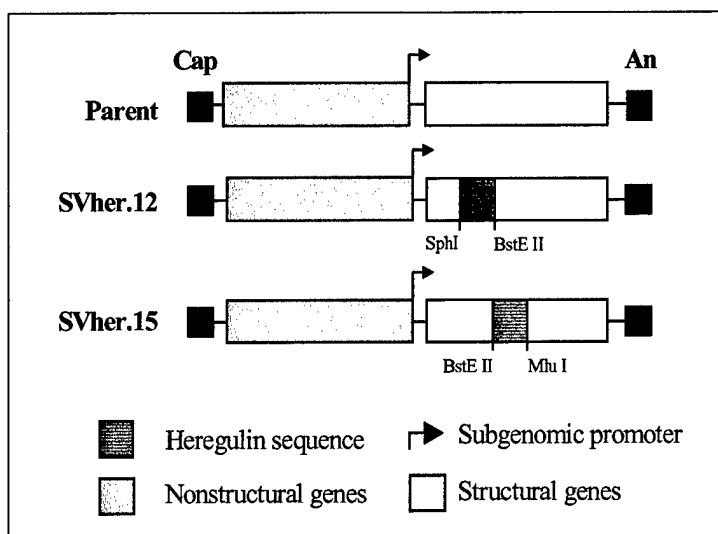 Cap An
Parent
SVher.12
SphI BstE II
SVher.15
BstE II Mlu I
Heregulin sequence Subgenomic promoter
Nonstructural genes Structural genes